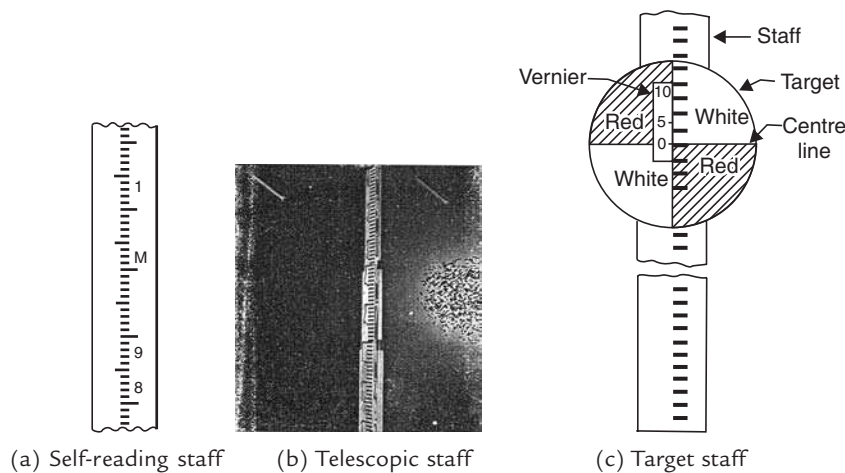 1
M
9
8
Staff
Vernier
Target
10
White
Red
5
Centre
line
0
White
Red
(a) Self-reading staff
(b) Telescopic staff
(c) Target staff